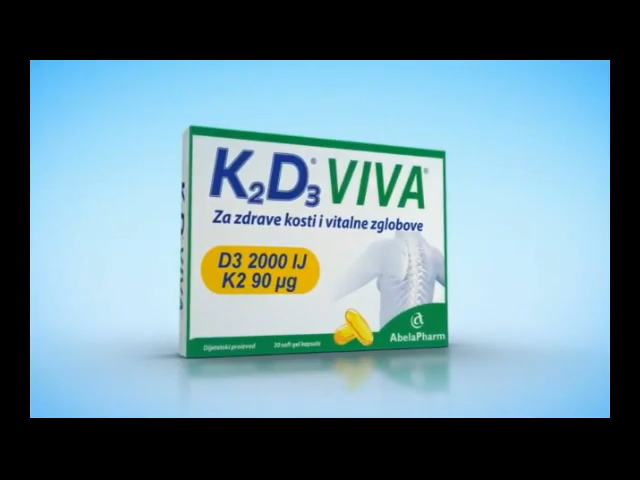 K2D3® VIVA®
Za zdrave kosti i vitalne zglobove
D3 2000 IJ
K2 90 µg
Dijetetski proizvod
30 soft gel kapsula
AbelaPharm